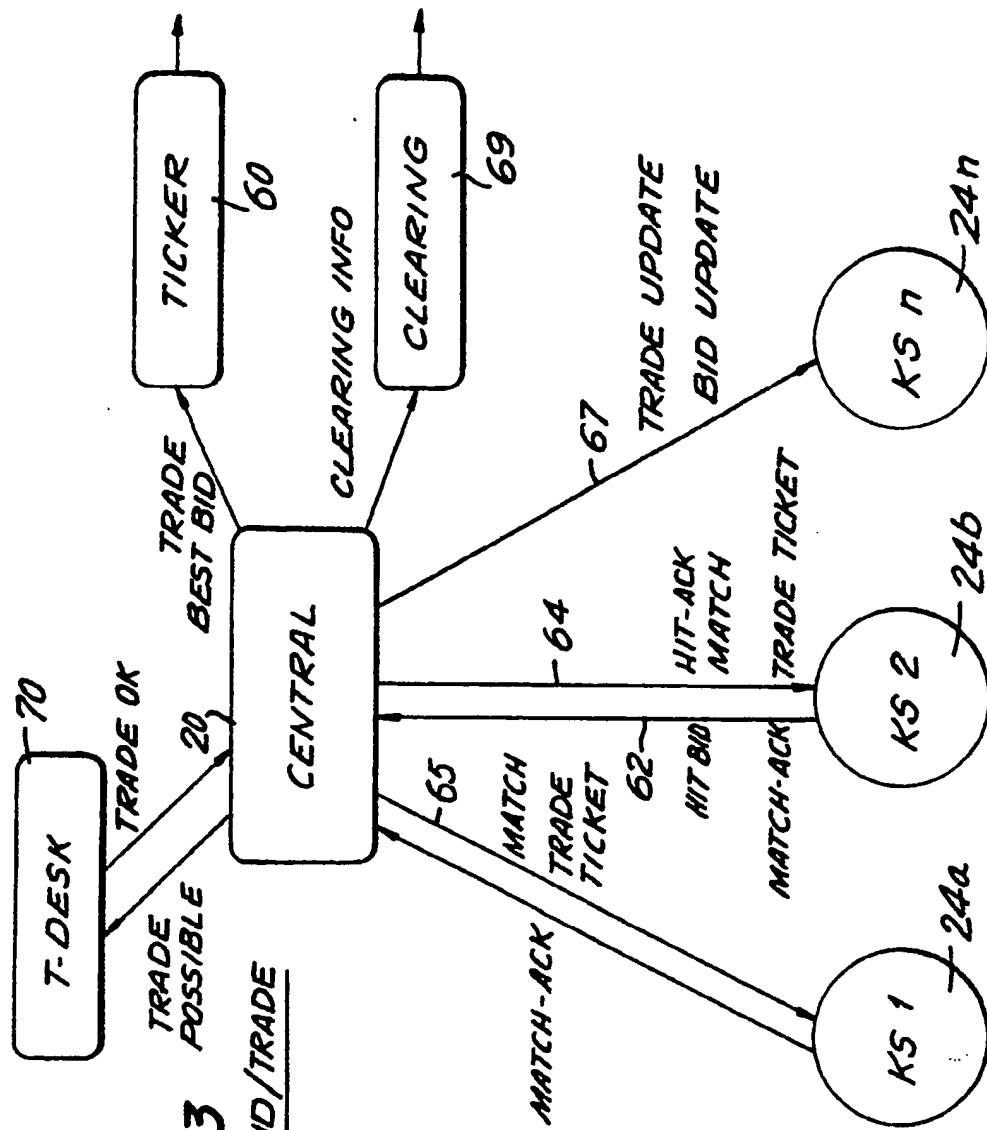 T-DESK
70
TRADE OK
TRADE
POSSIBLE
3
ID/TRADE
20
CENTRAL
TRADE
BEST BID
TICKER
60
CLEARING INFO
CLEARING
69
MATCH-ACK
65
MATCH
TRADE
TICKET
62
HIT BID
MATCH-ACK
64
HIT-ACK
MATCH
TRADE TICKET
67
TRADE UPDATE
BID UPDATE
KS 1
24a
KS 2
24b
KS n
24n